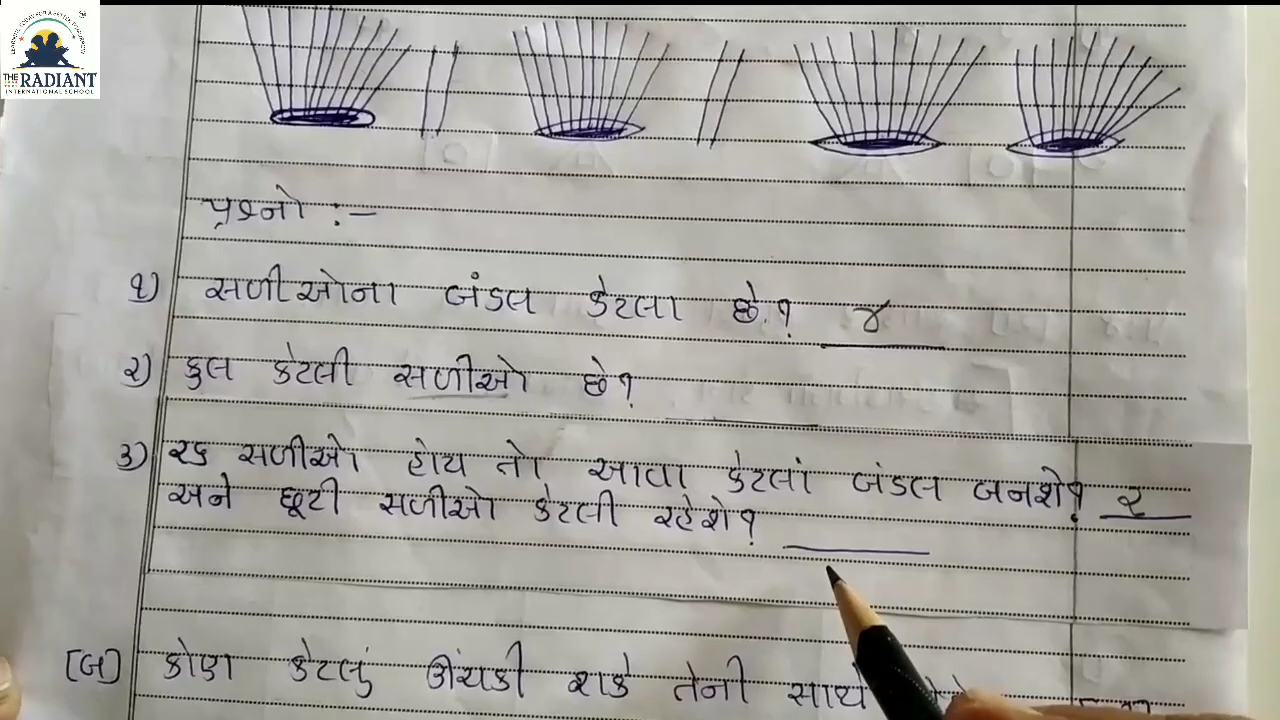 THE RADIANT
INTERNATIONAL SCHOOL
પ્રશ્નો :-
૧) સળીઓના બંડલ કેટલા છે? ૪
૨) કુલ કેટલી સળીઓ છે?
૩) ૨૬ સળીઓ હોય તો આવા કેટલાં બંડલ બનશે? ૨
અને છૂટી સળીઓ કેટલી રહેશે?
[બ] કોણ કેટલું ઊંચકી શકે તેની